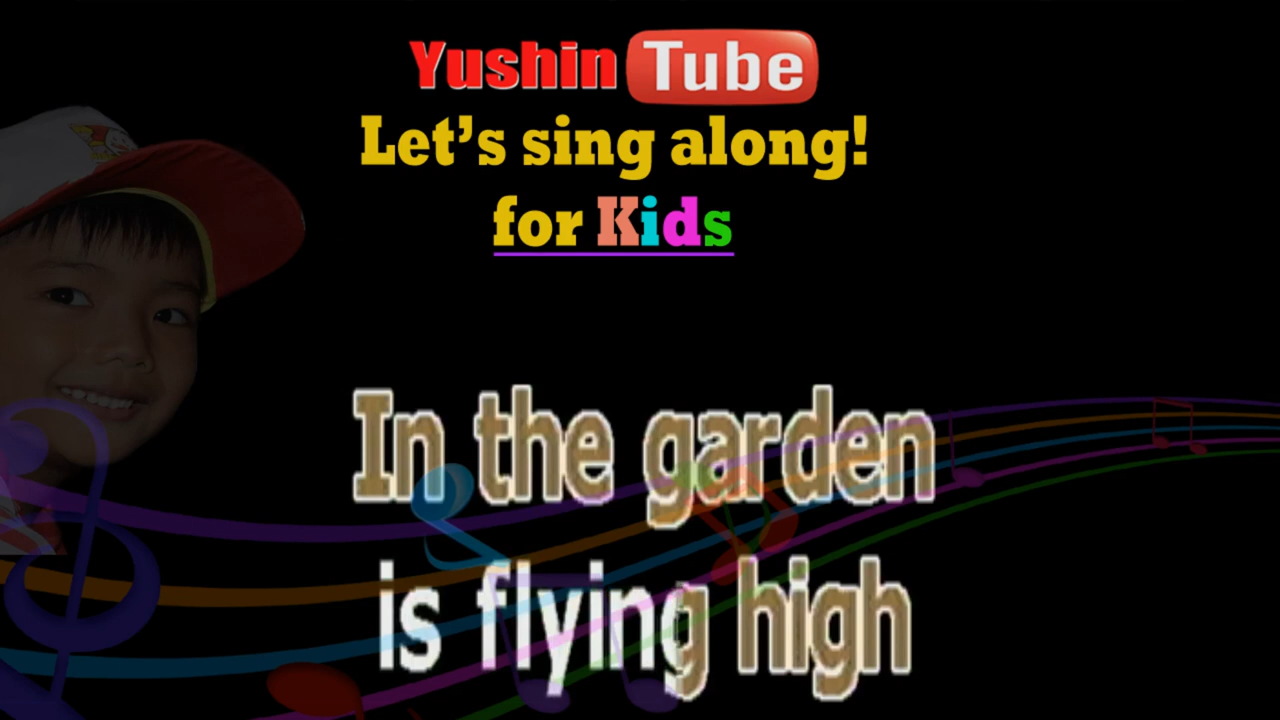 Yushin Tube
Let's sing along!
for Kids
In the garden
is flying high